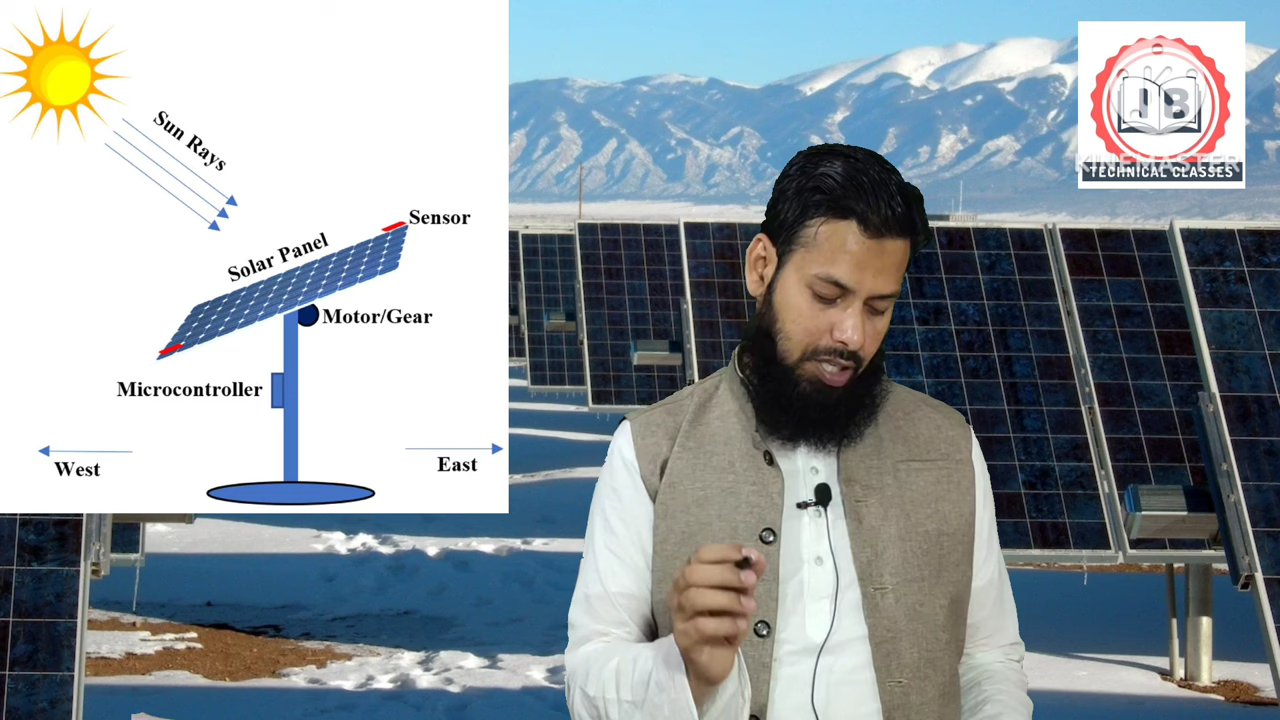 Sun Rays
Sensor
Solar Panel
Motor/Gear
Microcontroller
West
East
J B
KINEMASTER
TECHNICAL CLASSES